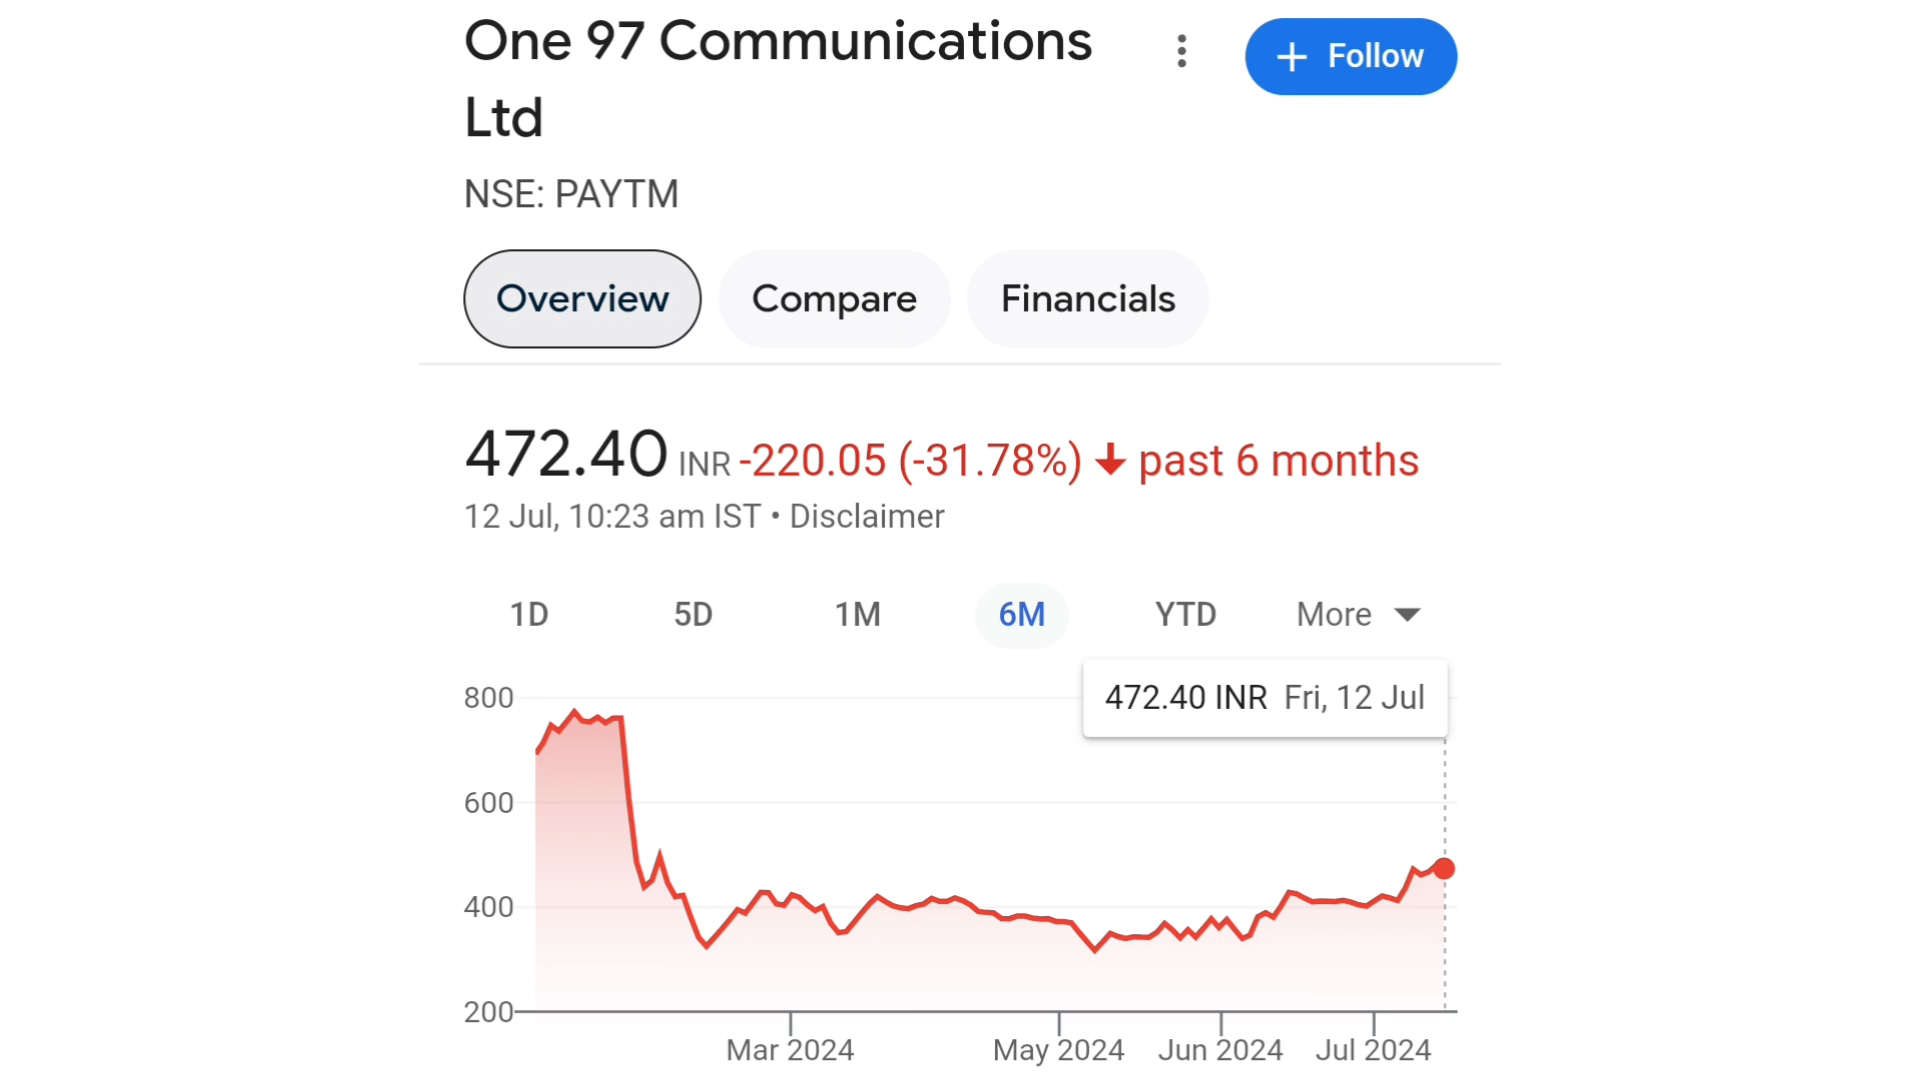 One 97 Communications
Ltd
+ Follow
NSE: PAYTM
Overview Compare Financials
472.40 INR -220.05 (-31.78%) ↓ past 6 months
12 Jul, 10:23 am IST • Disclaimer
1D 5D 1M 6M YTD More
472.40 INR Fri, 12 Jul
800
600
400
200
Mar 2024 May 2024 Jun 2024 Jul 2024